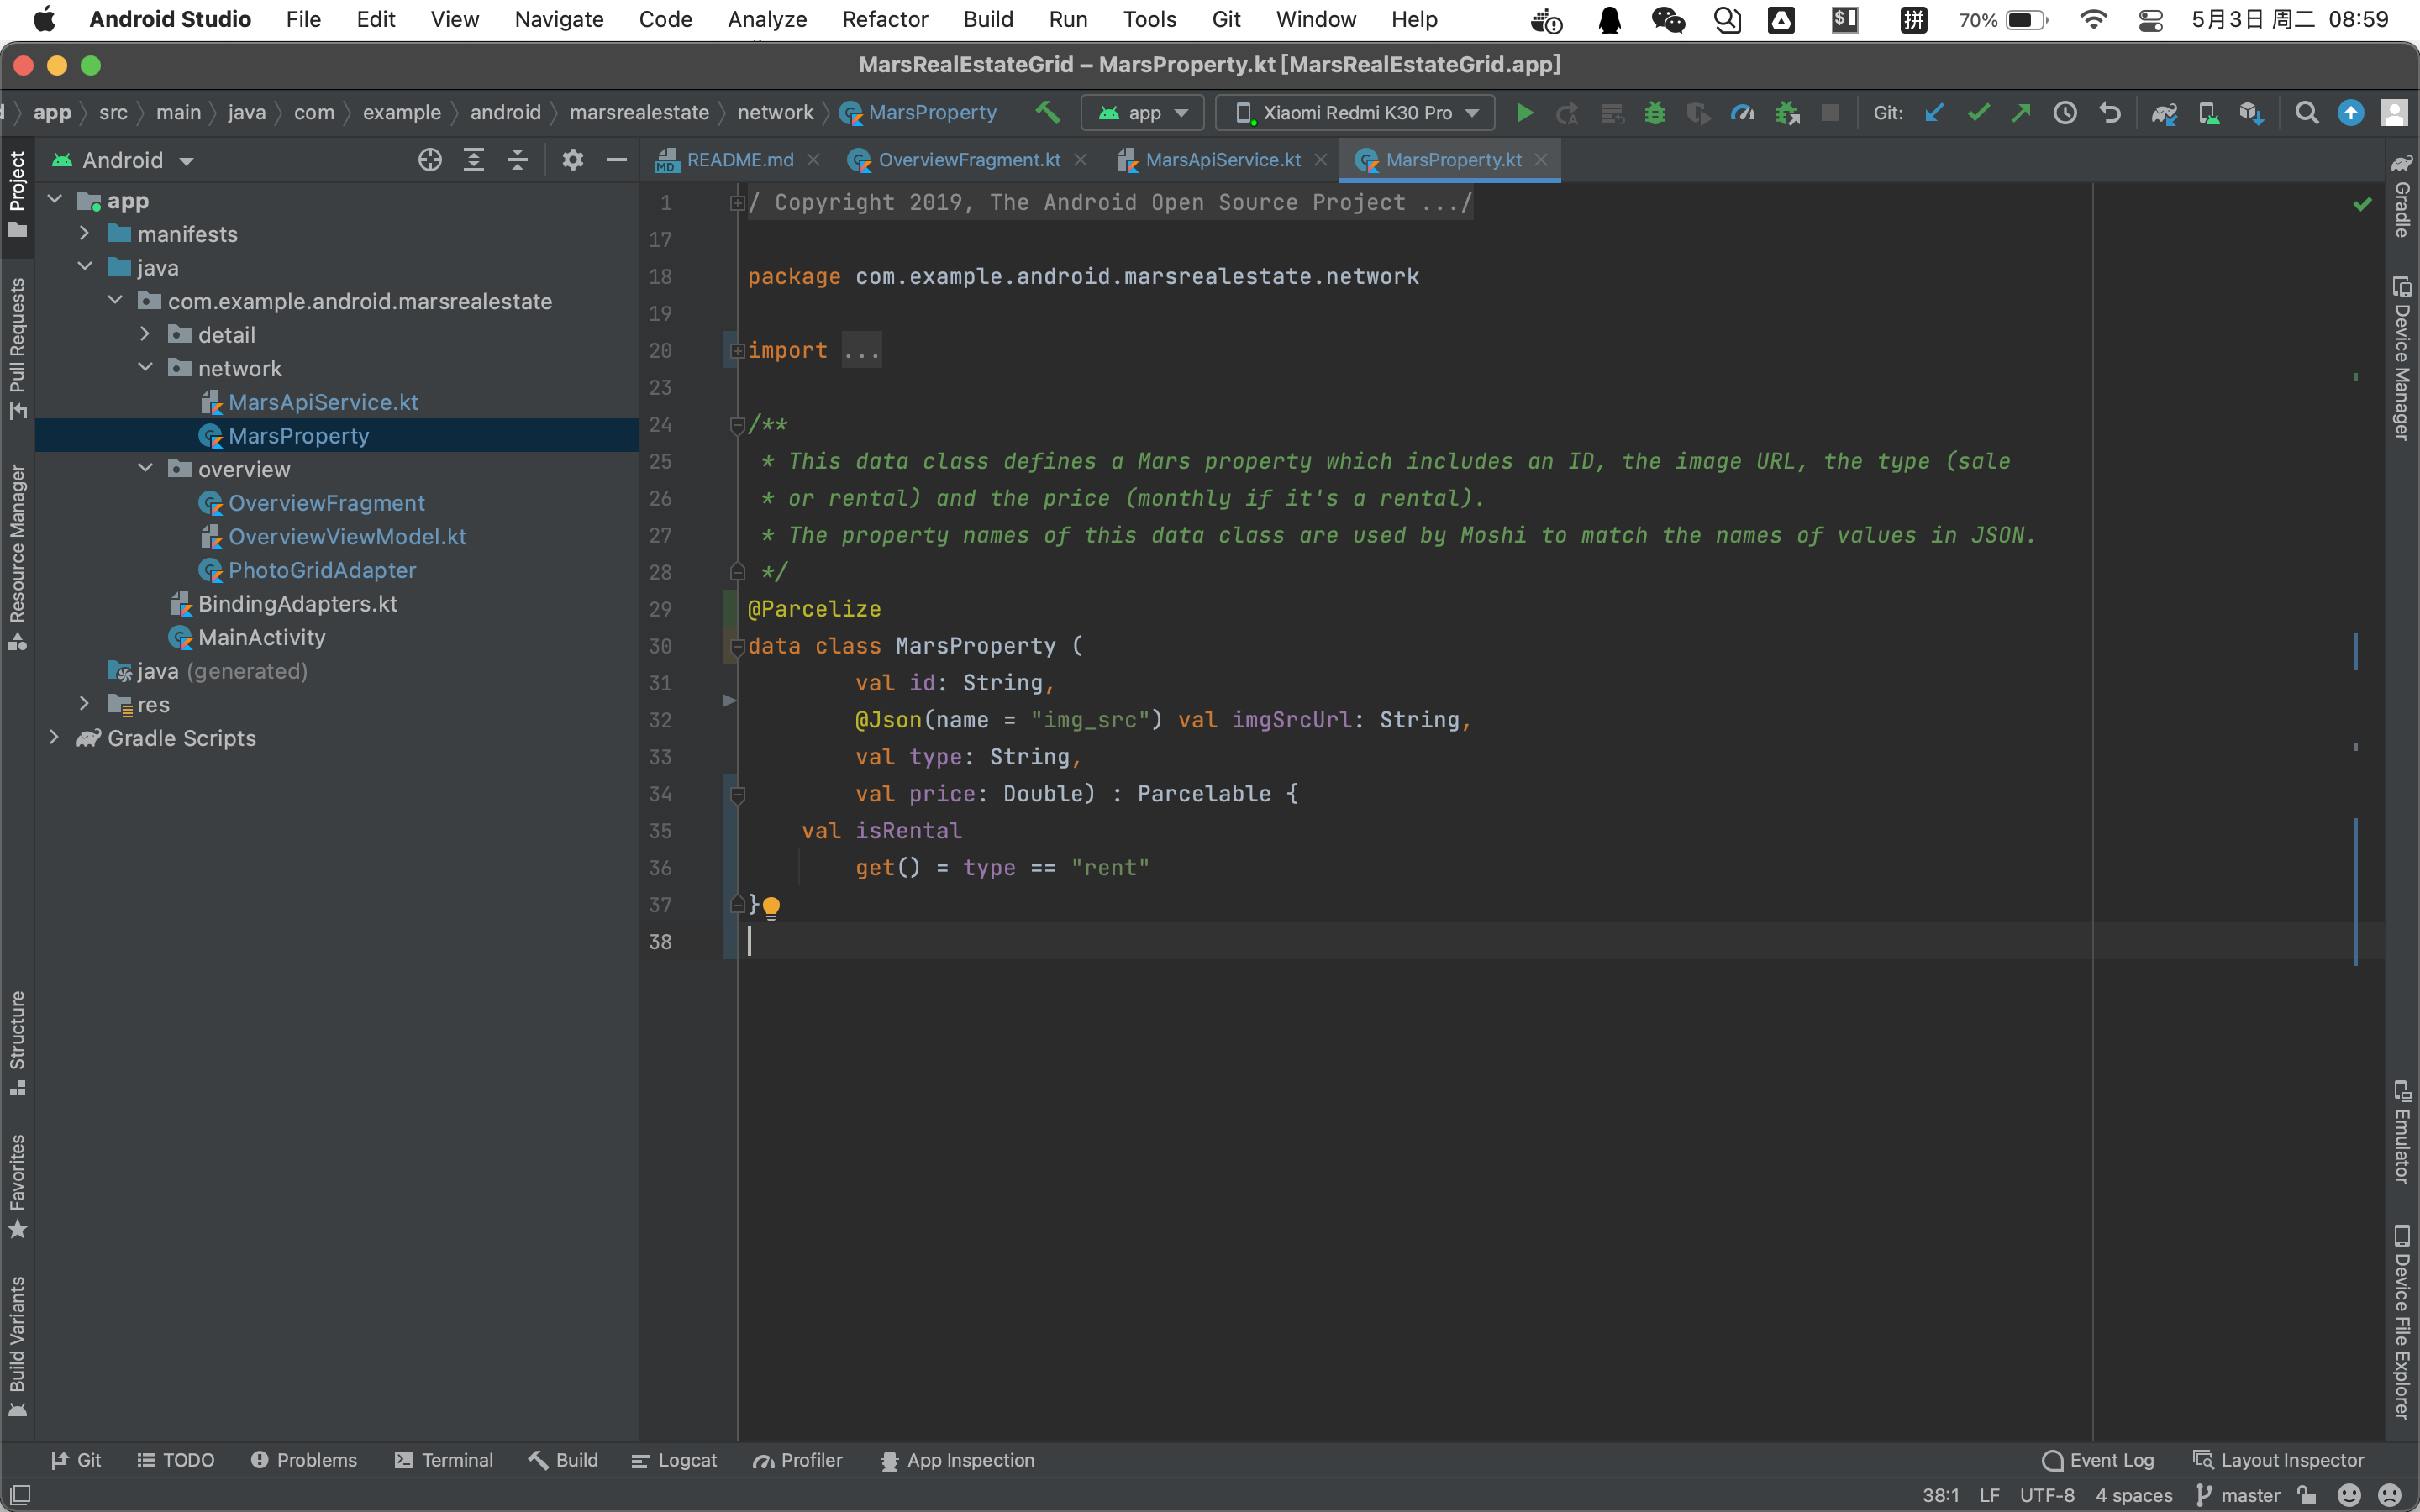 Android Studio File Edit View Navigate Code Analyze Refactor Build Run Tools Git Window Help 拼 70% 5月3日 周二 08:59
MarsRealEstateGrid – MarsProperty.kt [MarsRealEstateGrid.app]
app src main java com example android marsrealestate network MarsProperty app Xiaomi Redmi K30 Pro Git:
Android
README.md OverviewFragment.kt MarsApiService.kt MarsProperty.kt
Project
Pull Requests
Resource Manager
Structure
Favorites
Build Variants
app
manifests
java
com.example.android.marsrealestate
detail
network
MarsApiService.kt
MarsProperty
overview
OverviewFragment
OverviewViewModel.kt
PhotoGridAdapter
BindingAdapters.kt
MainActivity
java (generated)
res
Gradle Scripts
1 / Copyright 2019, The Android Open Source Project .../
17
18 package com.example.android.marsrealestate.network
19
20 import ...
23
24 /**
25 * This data class defines a Mars property which includes an ID, the image URL, the type (sale
26 * or rental) and the price (monthly if it's a rental).
27 * The property names of this data class are used by Moshi to match the names of values in JSON.
28 */
29 @Parcelize
30 data class MarsProperty (
31 val id: String,
32 @Json(name = "img_src") val imgSrcUrl: String,
33 val type: String,
34 val price: Double) : Parcelable {
35 val isRental
36 get() = type == "rent"
37 }
38
Gradle
Device Manager
Emulator
Device File Explorer
Git TODO Problems Terminal Build Logcat Profiler App Inspection Event Log Layout Inspector
38:1 LF UTF-8 4 spaces master